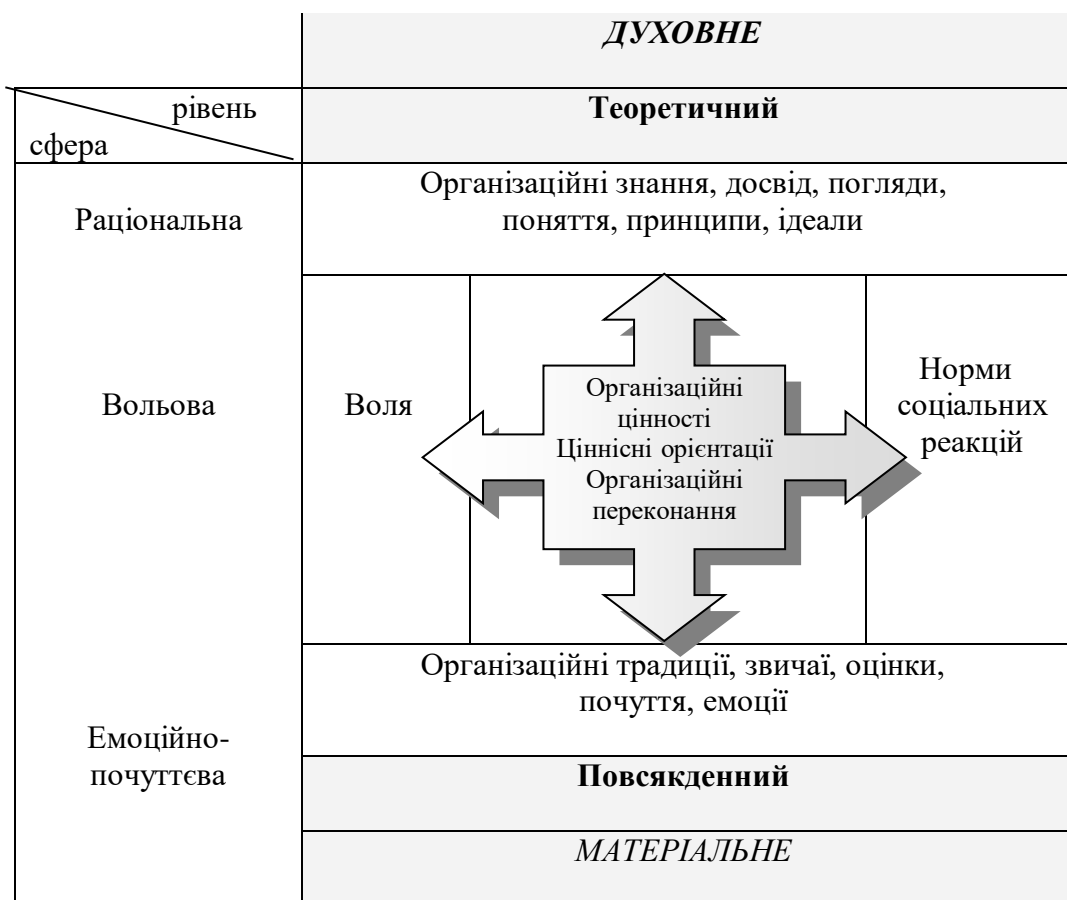 ДУХОВНЕ
рівень
сфера
Теоретичний
Раціональна
Організаційні знання, досвід, погляди,
поняття, принципи, ідеали
Вольова
Воля
Організаційні
цінності
Ціннісні орієнтації
Організаційні
переконання
Норми
соціальних
реакцій
Емоційно-
почуттєва
Організаційні традиції, звичаї, оцінки,
почуття, емоції
Повсякденний
МАТЕРІАЛЬНЕ